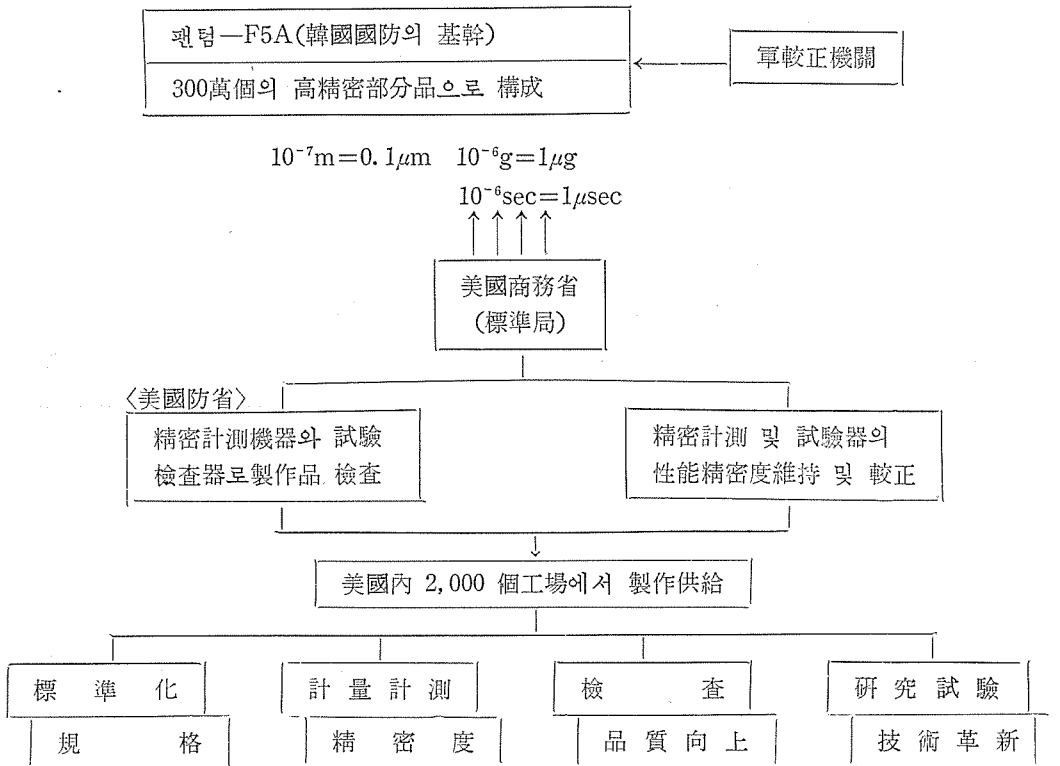 팬텀—F5A(韓國國防의 基幹)
300萬個의 高精密部分品으로 構成
軍較正機關
10⁻⁷m=0.1μm 10⁻⁶g=1μg
10⁻⁶sec=1μsec
美國商務省
(標準局)
〈美國防省〉
精密計測機器와 試驗
檢査器로製作品 檢査
精密計測 및 試驗器의
性能精密度維持 및 較正
美國內 2,000 個工場에서 製作供給
標準化
規格
計量計測
精密度
檢査
品質向上
硏究試驗
技術革新